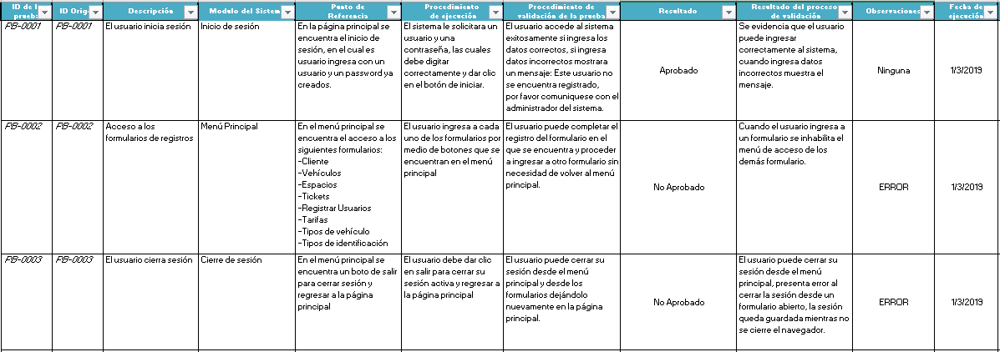 ID de la prueba
ID Orig
Descripción
Modulo del Sistem
Punto de
Referencia
Procedimiento
de ejecución
Procedimiento de
validación de la prueba
Resultado
Resultado del proceso
de validación
Observaciones
Fecha de
ejecución
PB-0001
PB-0001
El usuario inicia sesión
Inicio de sesión
En la página principal se
encuentra el inicio de
sesión, en el cual es
usuario ingresa con un
usuario y un password ya
creados.
El sistema le solicitara un
usuario y una
contraseña, las cuales
debe digitar
correctamente y dar clic
en el botón de iniciar.
El usuario accede al sistema
exitosamente si ingresa los
datos correctos, si ingresa
datos incorrectos mostrara
un mensaje: Este usuario no
se encuentra registrado,
por favor comuniquese con el
administrador del sistema.
Aprobado
Se evidencia que el usuario
puede ingresar
correctamente al sistema,
cuando ingresa datos
incorrectos muestra el
mensaje.
Ninguna
1/3/2019
PB-0002
PB-0002
Acceso a los
formularios de registros
Menú Principal
En el menú principal se
encuentra el acceso a los
siguientes formularios:
-Cliente
-Vehículos
-Espacios
-Tickets
-Registrar Usuarios
-Tarifas
-Tipos de vehículo
-Tipos de identificación
El usuario ingresa a cada
uno de los formularios por
medio de botones que se
encuentran en el menú
principal
El usuario puede completar el
registro del formulario en el
que se encuentra y proceder
a ingresar a otro formulario sin
necesidad de volver al menú
principal.
No Aprobado
Cuando el usuario ingresa a
un formulario se inhabilita el
menú de acceso de los
demás formulario.
ERROR
1/3/2019
PB-0003
PB-0003
El usuario cierra sesión
Cierre de sesión
En el menú principal se
encuentra un boto de salir
para cerrar sesión y
regresar a la página
principal
El usuario debe dar clic
en salir para cerrar su
sesión activa y regresar a
la página principal
El usuario puede cerrar su
sesión desde el menú
principal y desde los
formularios dejándolo
nuevamente en la página
principal.
No Aprobado
El usuario puede cerrar su
sesión desde el menú
principal, presenta error al
cerrar la sesión desde un
formulario abierto, la sesión
queda guardada mientras no
se cierre el navegador.
ERROR
1/3/2019